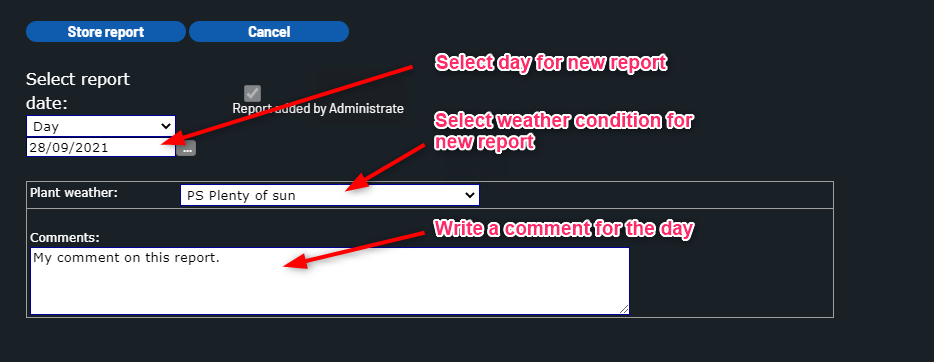 Store report
Cancel
Select day for new report
Select report
date:
Report added by Administrate
Day
Select weather condition for
new report
28/09/2021
...
Plant weather:
PS Plenty of sun
Write a comment for the day
Comments:
My comment on this report.